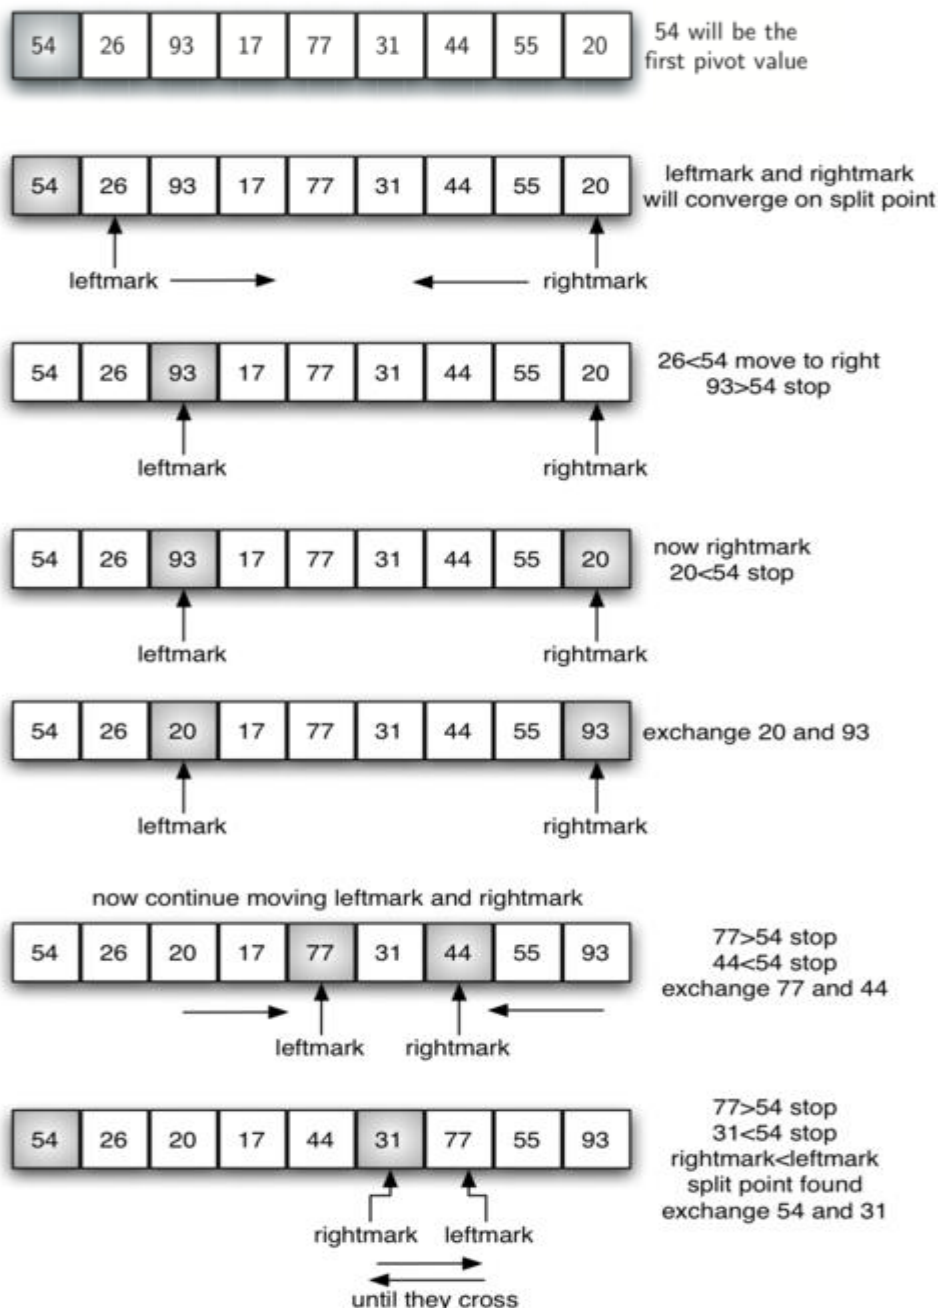 54 26 93 17 77 31 44 55 20
54 will be the
first pivot value
54 26 93 17 77 31 44 55 20
leftmark and rightmark
will converge on split point
leftmark rightmark
54 26 93 17 77 31 44 55 20
26<54 move to right
93>54 stop
leftmark rightmark
54 26 93 17 77 31 44 55 20
now rightmark
20<54 stop
leftmark rightmark
54 26 20 17 77 31 44 55 93
exchange 20 and 93
leftmark rightmark
now continue moving leftmark and rightmark
54 26 20 17 77 31 44 55 93
77>54 stop
44<54 stop
exchange 77 and 44
leftmark rightmark
54 26 20 17 44 31 77 55 93
77>54 stop
31<54 stop
rightmark<leftmark
split point found
exchange 54 and 31
rightmark leftmark
until they cross